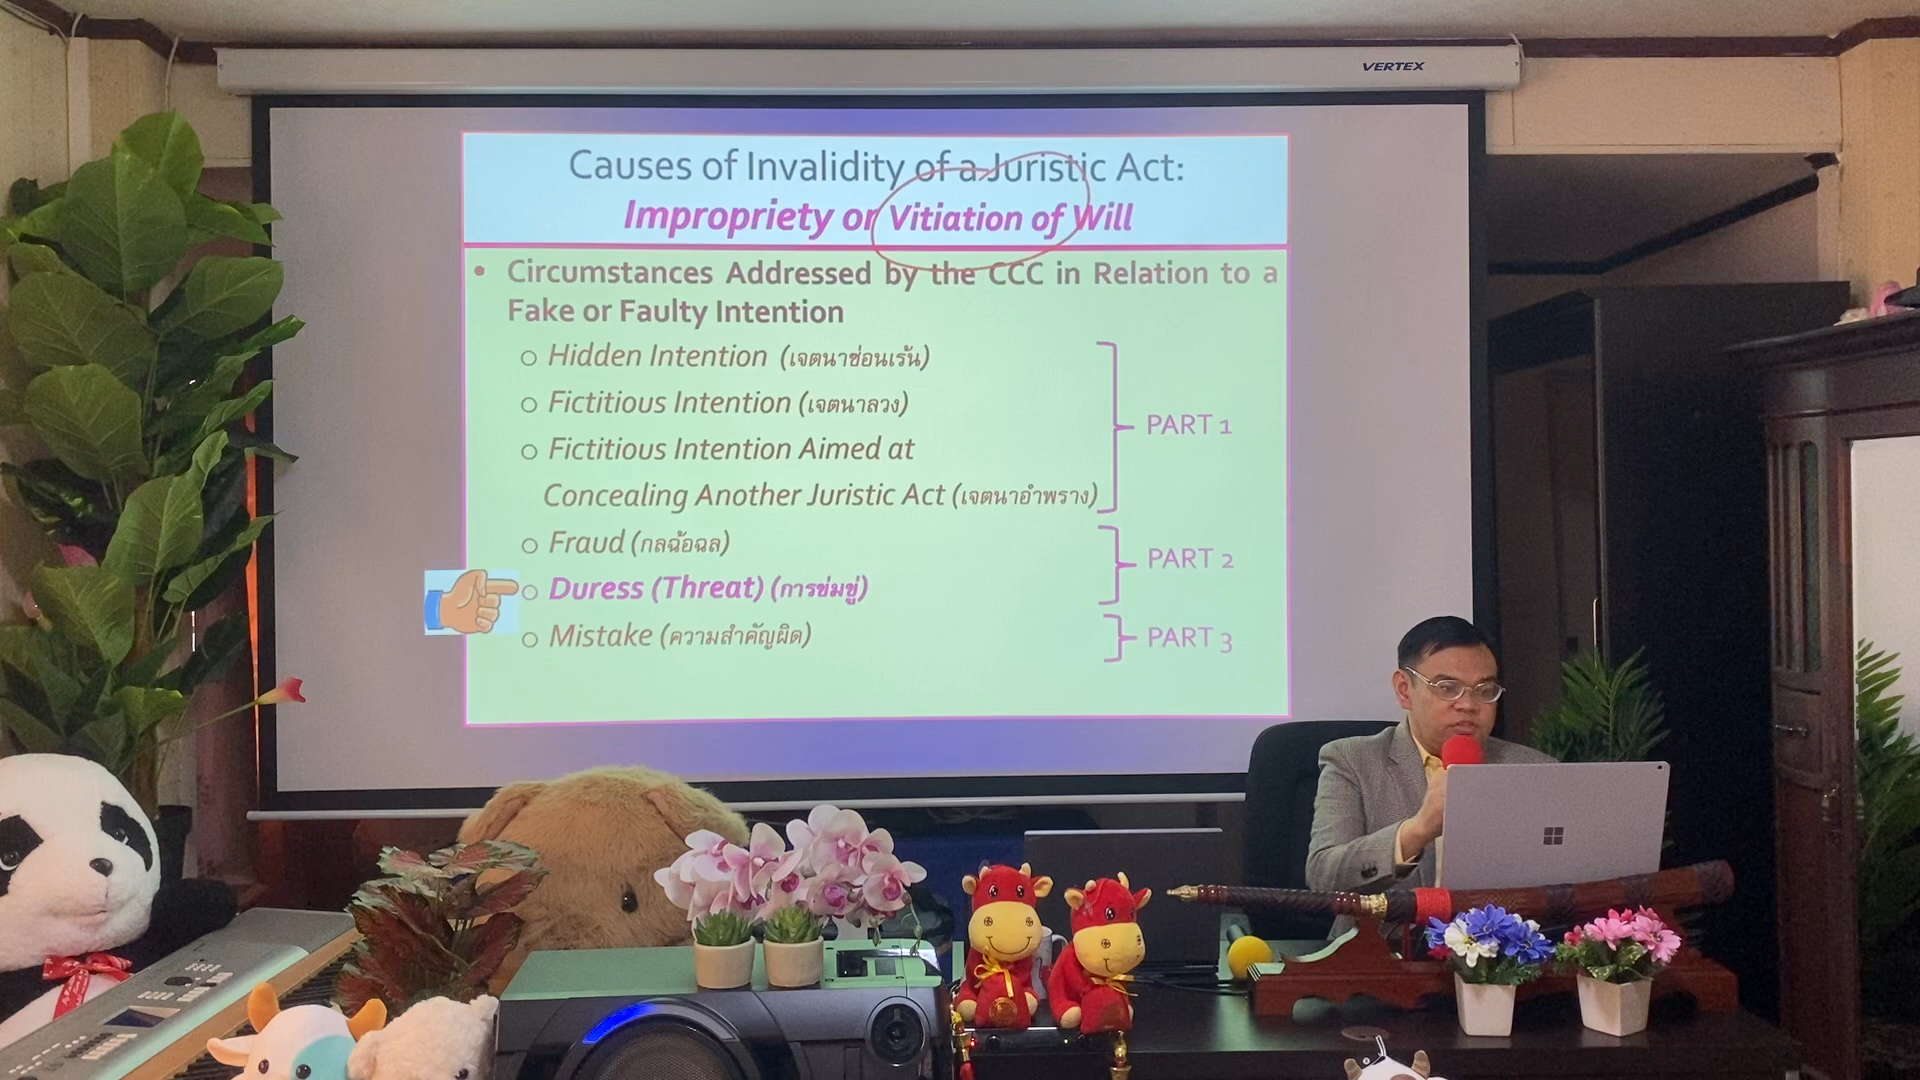 VERTEX
Causes of Invalidity of a Juristic Act:
Impropriety or Vitiation of Will
• Circumstances Addressed by the CCC in Relation to a
Fake or Faulty Intention
○ Hidden Intention (เจตนาซ่อนเร้น)
○ Fictitious Intention (เจตนาลวง)
○ Fictitious Intention Aimed at
Concealing Another Juristic Act (เจตนาอำพราง)
PART 1
○ Fraud (กลฉ้อฉล)
○ Duress (Threat) (การข่มขู่)
PART 2
○ Mistake (ความสำคัญผิด)
PART 3